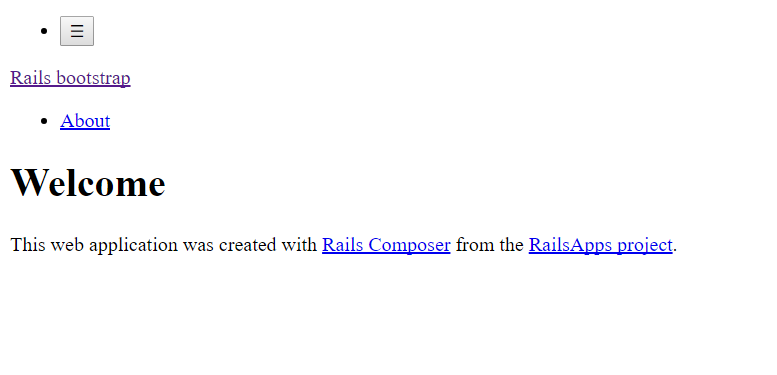 ☰
Rails bootstrap
About
Welcome
This web application was created with Rails Composer from the RailsApps project.